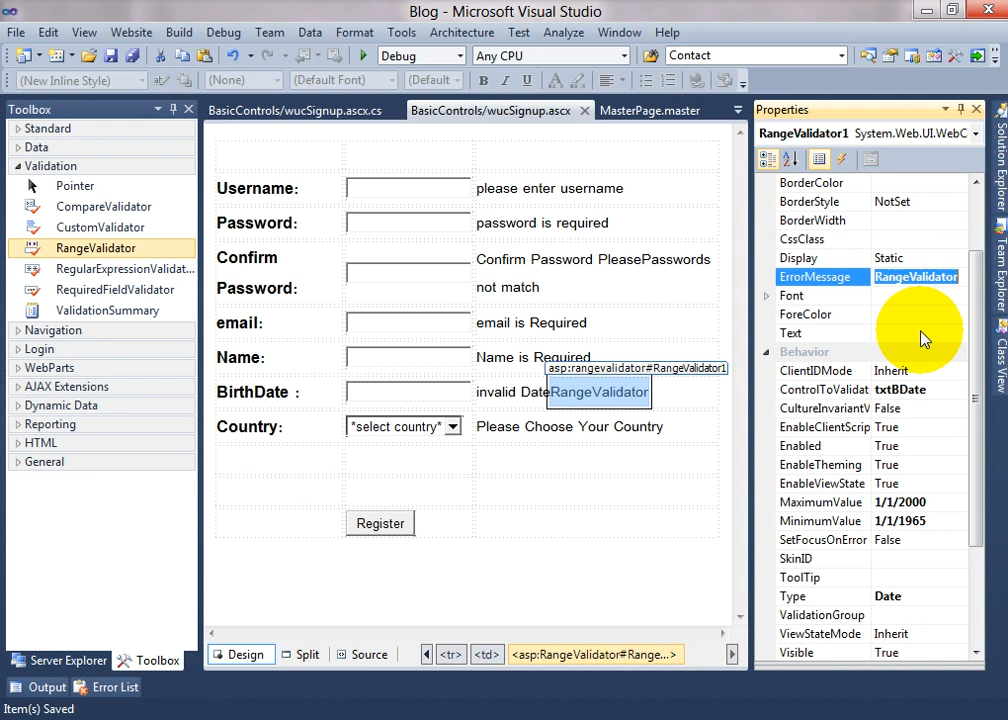 Blog - Microsoft Visual Studio
File Edit View Website Build Debug Team Data Format Tools Architecture Test Analyze Window Help
Debug Any CPU Contact
(New Inline Style) (None) (Default Font) (Default B I U A
Toolbox
Standard
Data
Validation
Pointer
CompareValidator
CustomValidator
RangeValidator
RegularExpressionValidat...
RequiredFieldValidator
ValidationSummary
Navigation
Login
WebParts
AJAX Extensions
Dynamic Data
Reporting
HTML
General
Server Explorer Toolbox
BasicControls/wucSignup.ascx.cs BasicControls/wucSignup.ascx MasterPage.master
Username: please enter username
Password: password is required
Confirm Password: Confirm Password PleasePasswords not match
email: email is Required
Name: Name is Required
asp:rangevalidator#RangeValidator1
BirthDate : invalid DateRangeValidator
Country: *select country* Please Choose Your Country
Register
Design Split Source <tr> <td> <asp:RangeValidator#Range...>
Properties
RangeValidator1 System.Web.UI.WebC
BorderColor
BorderStyle NotSet
BorderWidth
CssClass
Display Static
ErrorMessage RangeValidator
Font
ForeColor
Text
Behavior
ClientIDMode Inherit
ControlToValidat txtBDate
CultureInvariantV False
EnableClientScrip True
Enabled True
EnableTheming True
EnableViewState True
MaximumValue 1/1/2000
MinimumValue 1/1/1965
SetFocusOnError False
SkinID
ToolTip
Type Date
ValidationGroup
ViewStateMode Inherit
Visible True
Solution Explorer
Team Explorer
Class View
Output Error List
Item(s) Saved